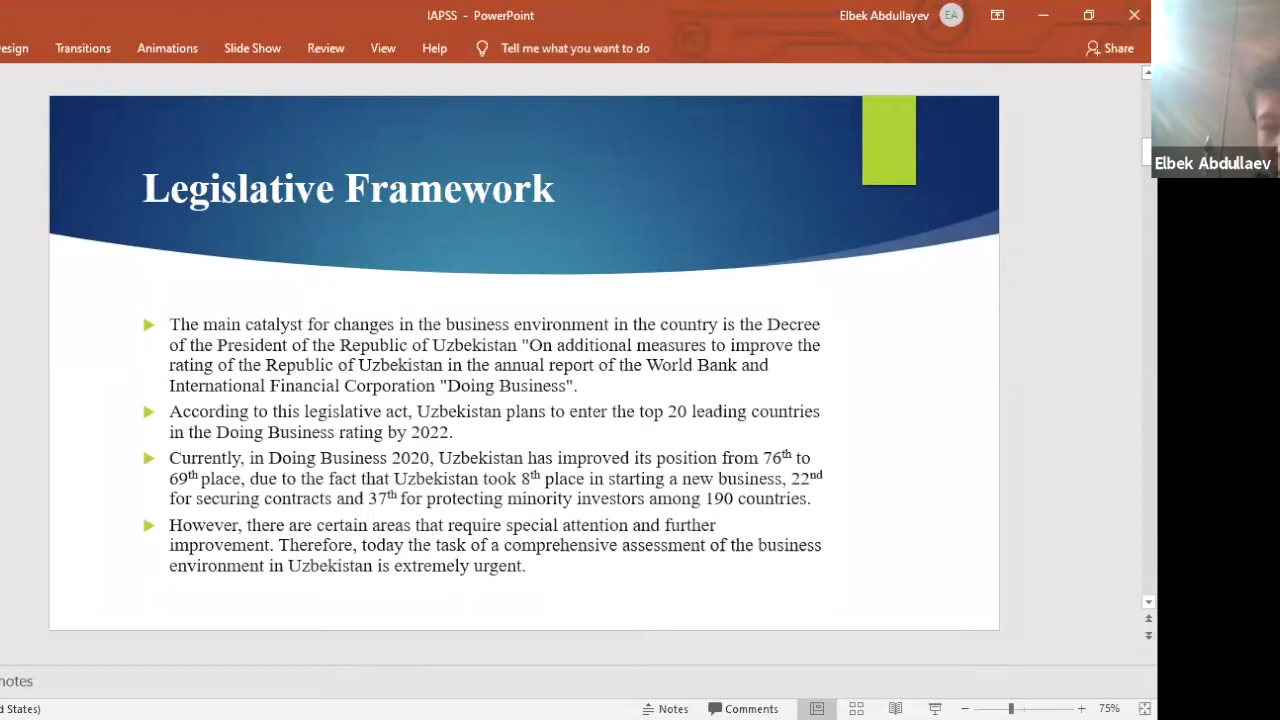 IAPSS - PowerPoint
Elbek Abdullayev
EA
esign Transitions Animations Slide Show Review View Help Tell me what you want to do Share
Elbek Abdullaev
Legislative Framework
The main catalyst for changes in the business environment in the country is the Decree
of the President of the Republic of Uzbekistan "On additional measures to improve the
rating of the Republic of Uzbekistan in the annual report of the World Bank and
International Financial Corporation "Doing Business".
According to this legislative act, Uzbekistan plans to enter the top 20 leading countries
in the Doing Business rating by 2022.
Currently, in Doing Business 2020, Uzbekistan has improved its position from 76th to
69th place, due to the fact that Uzbekistan took 8th place in starting a new business, 22nd
for securing contracts and 37th for protecting minority investors among 190 countries.
However, there are certain areas that require special attention and further
improvement. Therefore, today the task of a comprehensive assessment of the business
environment in Uzbekistan is extremely urgent.
notes
d States)
Notes Comments 75%